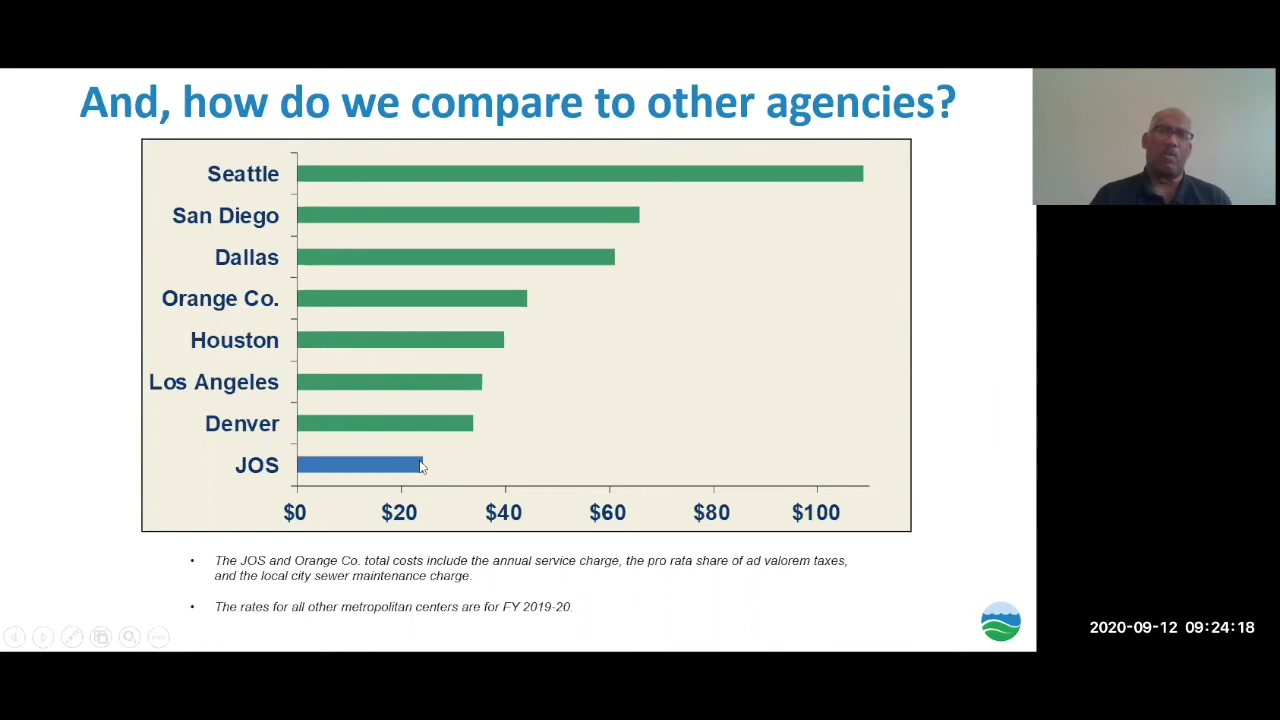 And, how do we compare to other agencies?
Seattle
San Diego
Dallas
Orange Co.
Houston
Los Angeles
Denver
JOS
$0 $20 $40 $60 $80 $100
• The JOS and Orange Co. total costs include the annual service charge, the pro rata share of ad valorem taxes,
and the local city sewer maintenance charge.
• The rates for all other metropolitan centers are for FY 2019-20.
2020-09-12 09:24:18